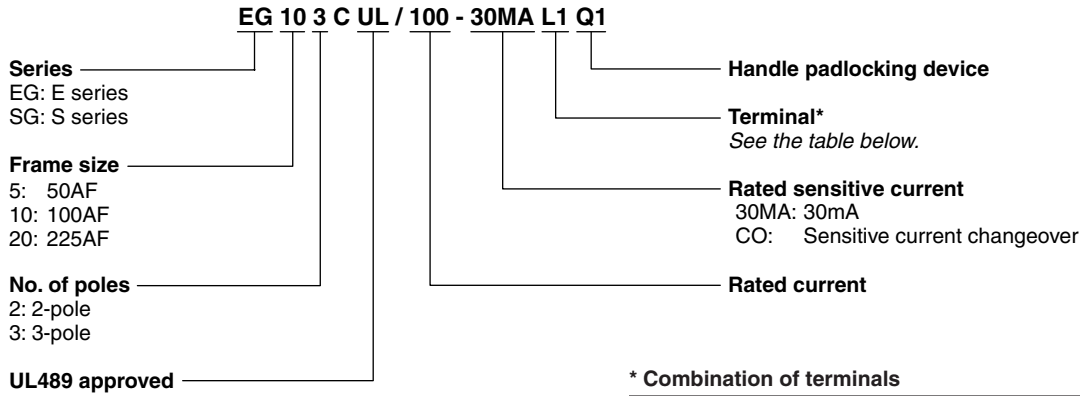 EG 10 3 C UL / 100 - 30MA L1 Q1
Series
EG: E series
SG: S series
Frame size
5: 50AF
10: 100AF
20: 225AF
No. of poles
2: 2-pole
3: 3-pole
UL489 approved
Handle padlocking device
Terminal*
See the table below.
Rated sensitive current
30MA: 30mA
CO: Sensitive current changeover
Rated current
* Combination of terminals